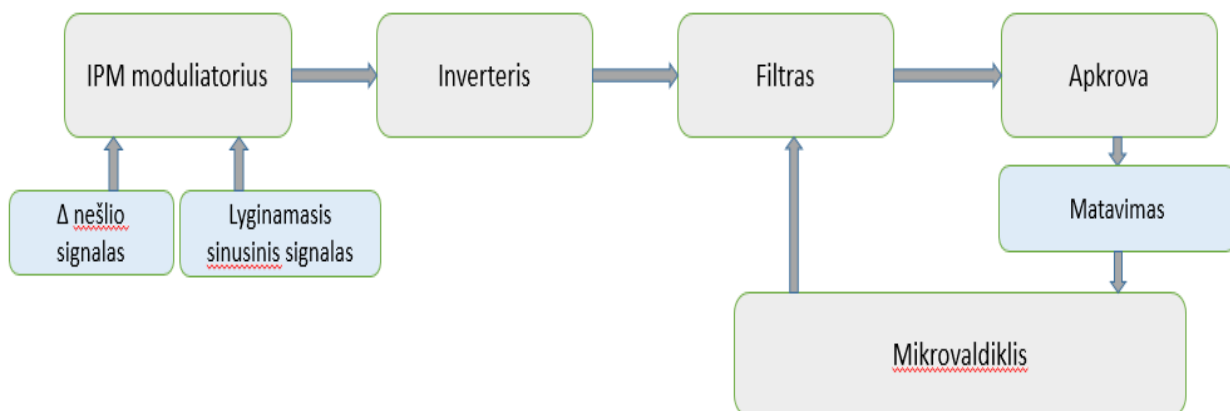 IPM moduliatorius
Inverteris
Filtras
Apkrova
Δ nešlio
signalas
Lyginamasis
sinusinis signalas
Matavimas
Mikrovaldiklis